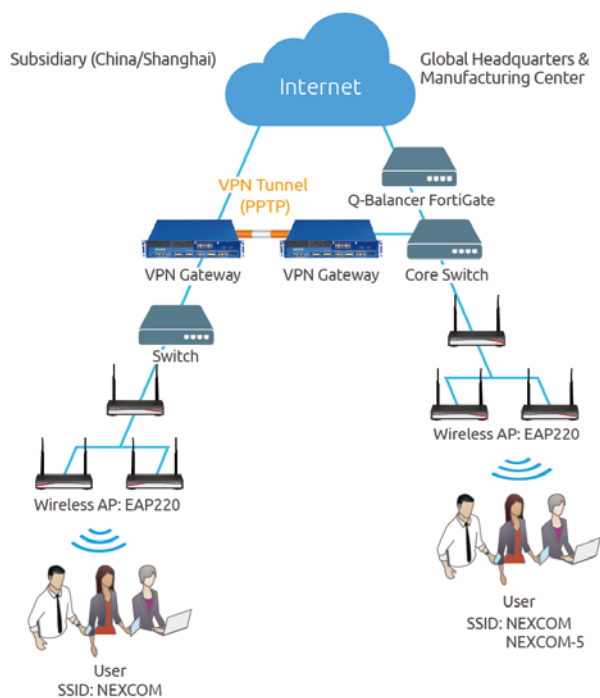 Subsidiary (China/Shanghai)
Global Headquarters &
Manufacturing Center
Internet
VPN Tunnel
(PPTP)
Q-Balancer FortiGate
VPN Gateway
VPN Gateway
Core Switch
Switch
Wireless AP: EAP220
Wireless AP: EAP220
User
SSID: NEXCOM
NEXCOM-5
User
SSID: NEXCOM